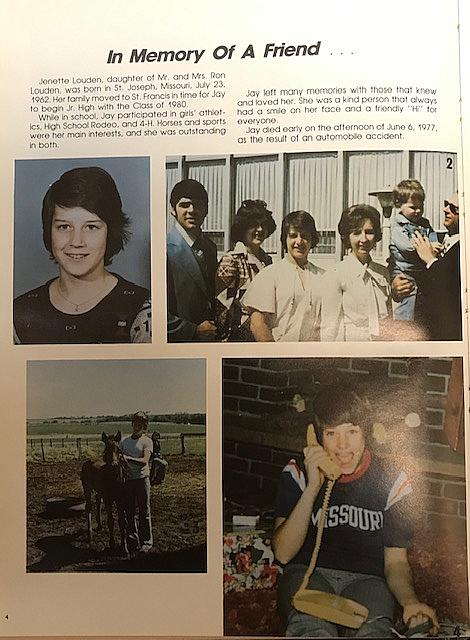 In Memory Of A Friend . . .
Jenette Louden, daughter of Mr. and Mrs. Ron
Louden, was born in St. Joseph, Missouri, July 23,
1962. Her family moved to St. Francis in time for Jay
to begin Jr. High with the Class of 1980.
While in school, Jay participated in girls' athlet-
ics, High School Rodeo, and 4-H. Horses and sports
were her main interests, and she was outstanding
in both.
Jay left many memories with those that knew
and loved her. She was a kind person that always
had a smile on her face and a friendly "Hi" for
everyone.
Jay died early on the afternoon of June 6, 1977,
as the result of an automobile accident.
2
MISSOURI
4